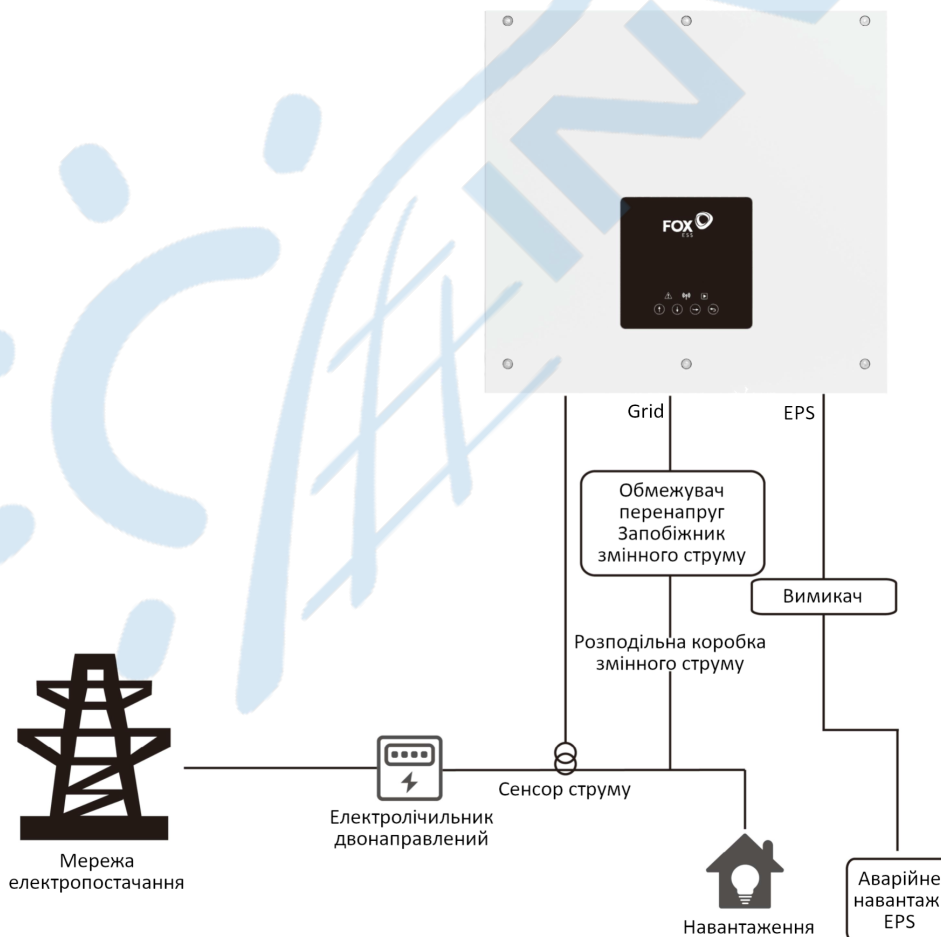 FOX
ESS
Grid
EPS
Обмежувач
перенапруг
Запобіжник
змінного струму
Вимикач
Розподільна коробка
змінного струму
Сенсор струму
Електролічильник
двонаправлений
Мережа
електропостачання
Навантаження
Аварійне
навантаж
EPS